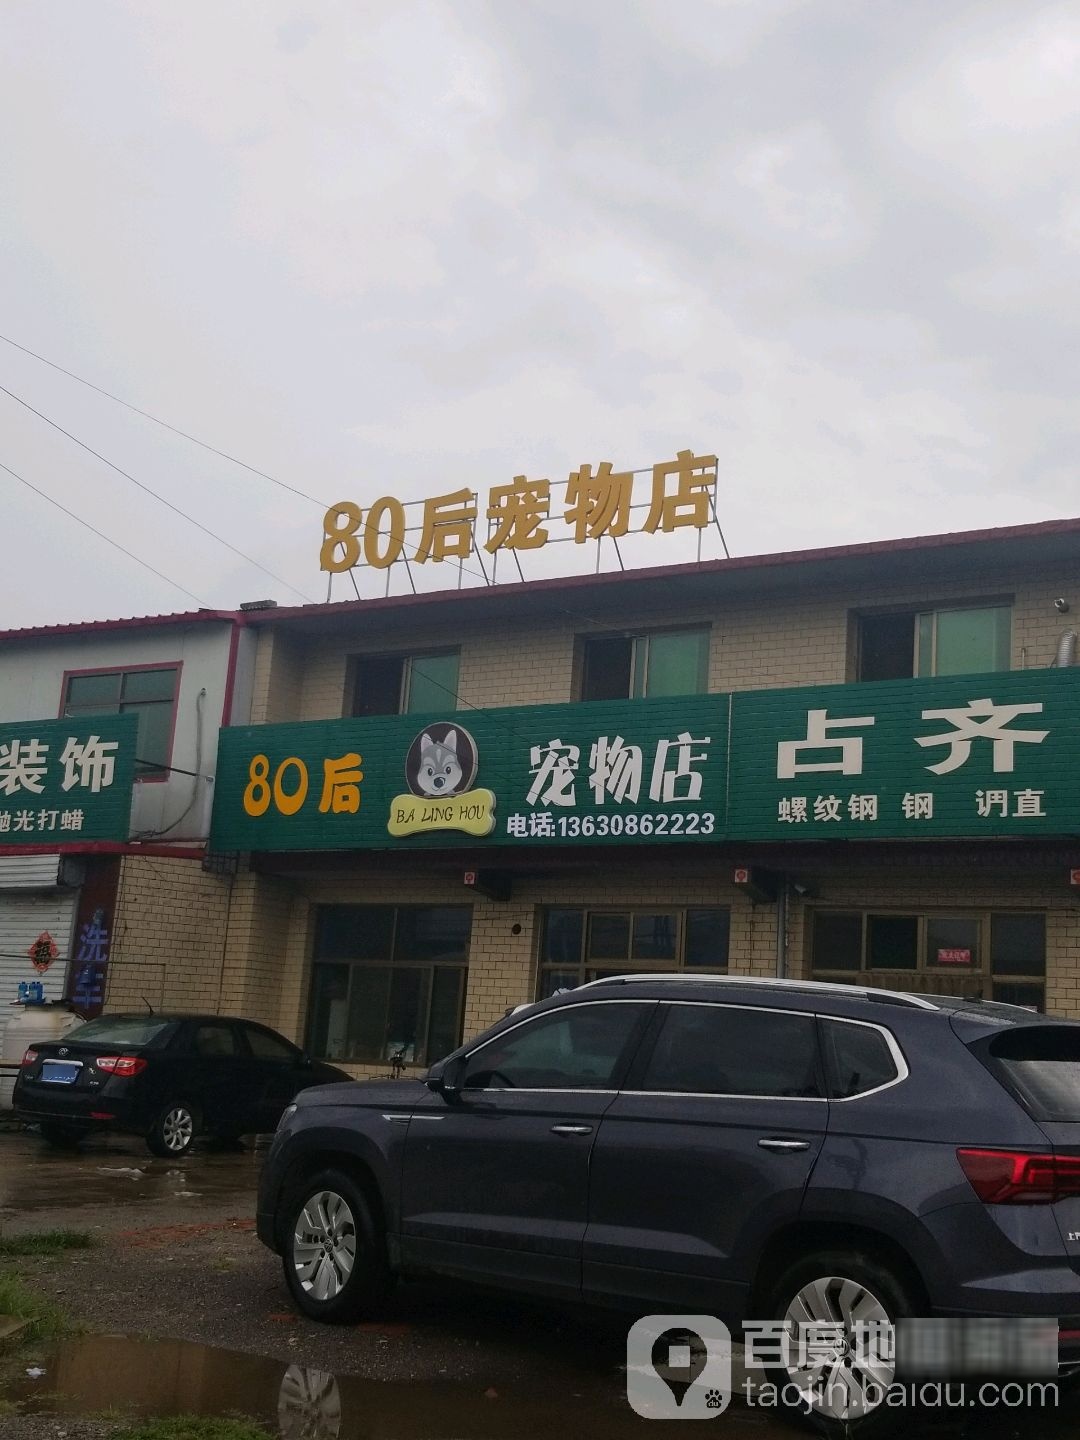 80后宠物店
装饰
抛光打蜡
80后
BA LING HOU
宠物店
电话:13630862223
占齐
螺纹钢 钢 调直
洗车
福
百度地
du
taojin.baidu.com